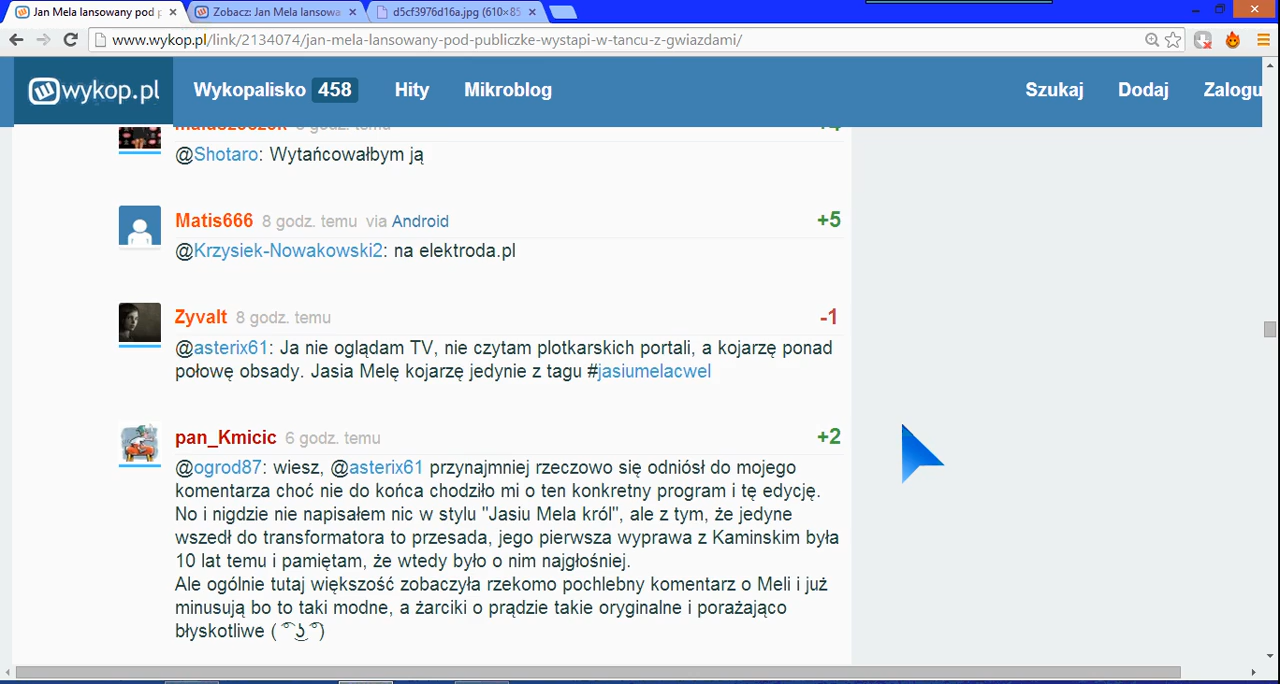 Jan Mela lansowany pod p
Zobacz: Jan Mela lansowa
d5cf3976d16a.jpg (610×85
www.wykop.pl/link/2134074/jan-mela-lansowany-pod-publiczke-wystapi-w-tancu-z-gwiazdami/
wykop.pl Wykopalisko 458 Hity Mikroblog Szukaj Dodaj Zalogu
@Shotaro: Wytańcowałbym ją
Matis666 8 godz. temu via Android +5
@Krzysiek-Nowakowski2: na elektroda.pl
Zyvalt 8 godz. temu -1
@asterix61: Ja nie oglądam TV, nie czytam plotkarskich portali, a kojarzę ponad
połowę obsady. Jasia Melę kojarzę jedynie z tagu #jasiumelacwel
pan_Kmicic 6 godz. temu +2
@ogrod87: wiesz, @asterix61 przynajmniej rzeczowo się odniósł do mojego
komentarza choć nie do końca chodziło mi o ten konkretny program i tę edycję.
No i nigdzie nie napisałem nic w stylu "Jasiu Mela król", ale z tym, że jedyne
wszedł do transformatora to przesada, jego pierwsza wyprawa z Kaminskim była
10 lat temu i pamiętam, że wtedy było o nim najgłośniej.
Ale ogólnie tutaj większość zobaczyła rzekomo pochlebny komentarz o Meli i już
minusują bo to taki modne, a żarciki o prądzie takie oryginalne i porażająco
błyskotliwe ( ͡° ͜ʖ ͡°)